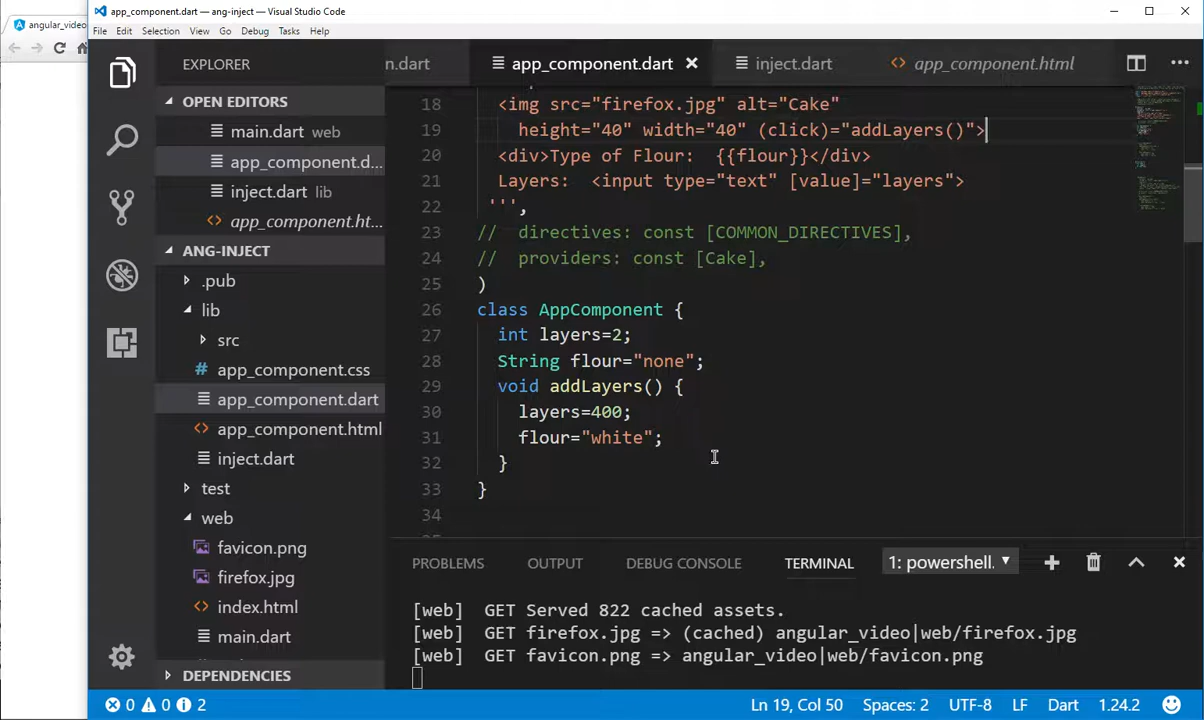 app_component.dart — ang-inject — Visual Studio Code
angular_video
File Edit Selection View Go Debug Tasks Help
EXPLORER
n.dart app_component.dart inject.dart app_component.html
OPEN EDITORS
main.dart web
app_component.d...
inject.dart lib
app_component.ht...
ANG-INJECT
.pub
lib
src
app_component.css
app_component.dart
app_component.html
inject.dart
test
web
favicon.png
firefox.jpg
index.html
main.dart
DEPENDENCIES
18 <img src="firefox.jpg" alt="Cake"
19 height="40" width="40" (click)="addLayers()">
20 <div>Type of Flour:  {{flour}}</div>
21 Layers:  <input type="text" [value]="layers">
22 ''',
23 //  directives: const [COMMON_DIRECTIVES],
24 //  providers: const [Cake],
25 )
26 class AppComponent {
27 int layers=2;
28 String flour="none";
29 void addLayers() {
30 layers=400;
31 flour="white";
32 }
33 }
34
PROBLEMS OUTPUT DEBUG CONSOLE TERMINAL 1: powershell.
[web] GET Served 822 cached assets.
[web] GET firefox.jpg => (cached) angular_video|web/firefox.jpg
[web] GET favicon.png => angular_video|web/favicon.png
0 0 2 Ln 19, Col 50 Spaces: 2 UTF-8 LF Dart 1.24.2